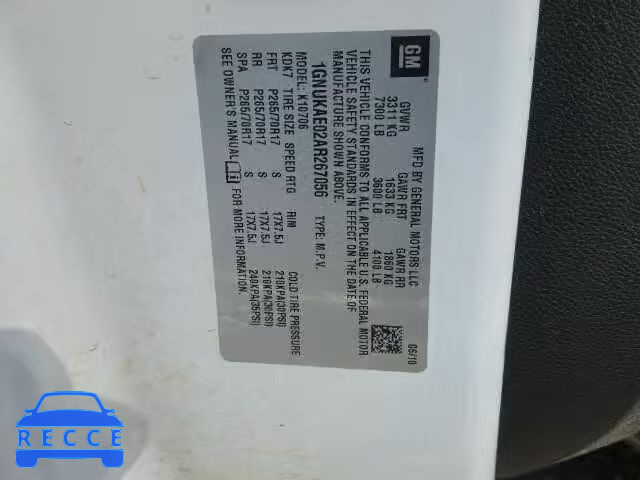 GM
MFD BY GENERAL MOTORS LLC
05/10
GVWR GAWR FRT GAWR RR
3311 KG 1633 KG 1860 KG
7300 LB 3600 LB 4100 LB
THIS VEHICLE CONFORMS TO ALL APPLICABLE U.S. FEDERAL MOTOR
VEHICLE SAFETY STANDARDS IN EFFECT ON THE DATE OF
MANUFACTURE SHOWN ABOVE.
1GNUKAE02AR267056 TYPE: M.P.V.
MODEL: K10706
KDK7 TIRE SIZE SPEED RTG RIM COLD TIRE PRESSURE
FRT P265/70R17 S 17X7.5J 210KPA(30PSI)
RR P265/70R17 S 17X7.5J 210KPA(30PSI)
SPA P265/70R17 S 17X7.5J 240KPA(35PSI)
SEE OWNER'S MANUAL FOR MORE INFORMATION.
RECCE